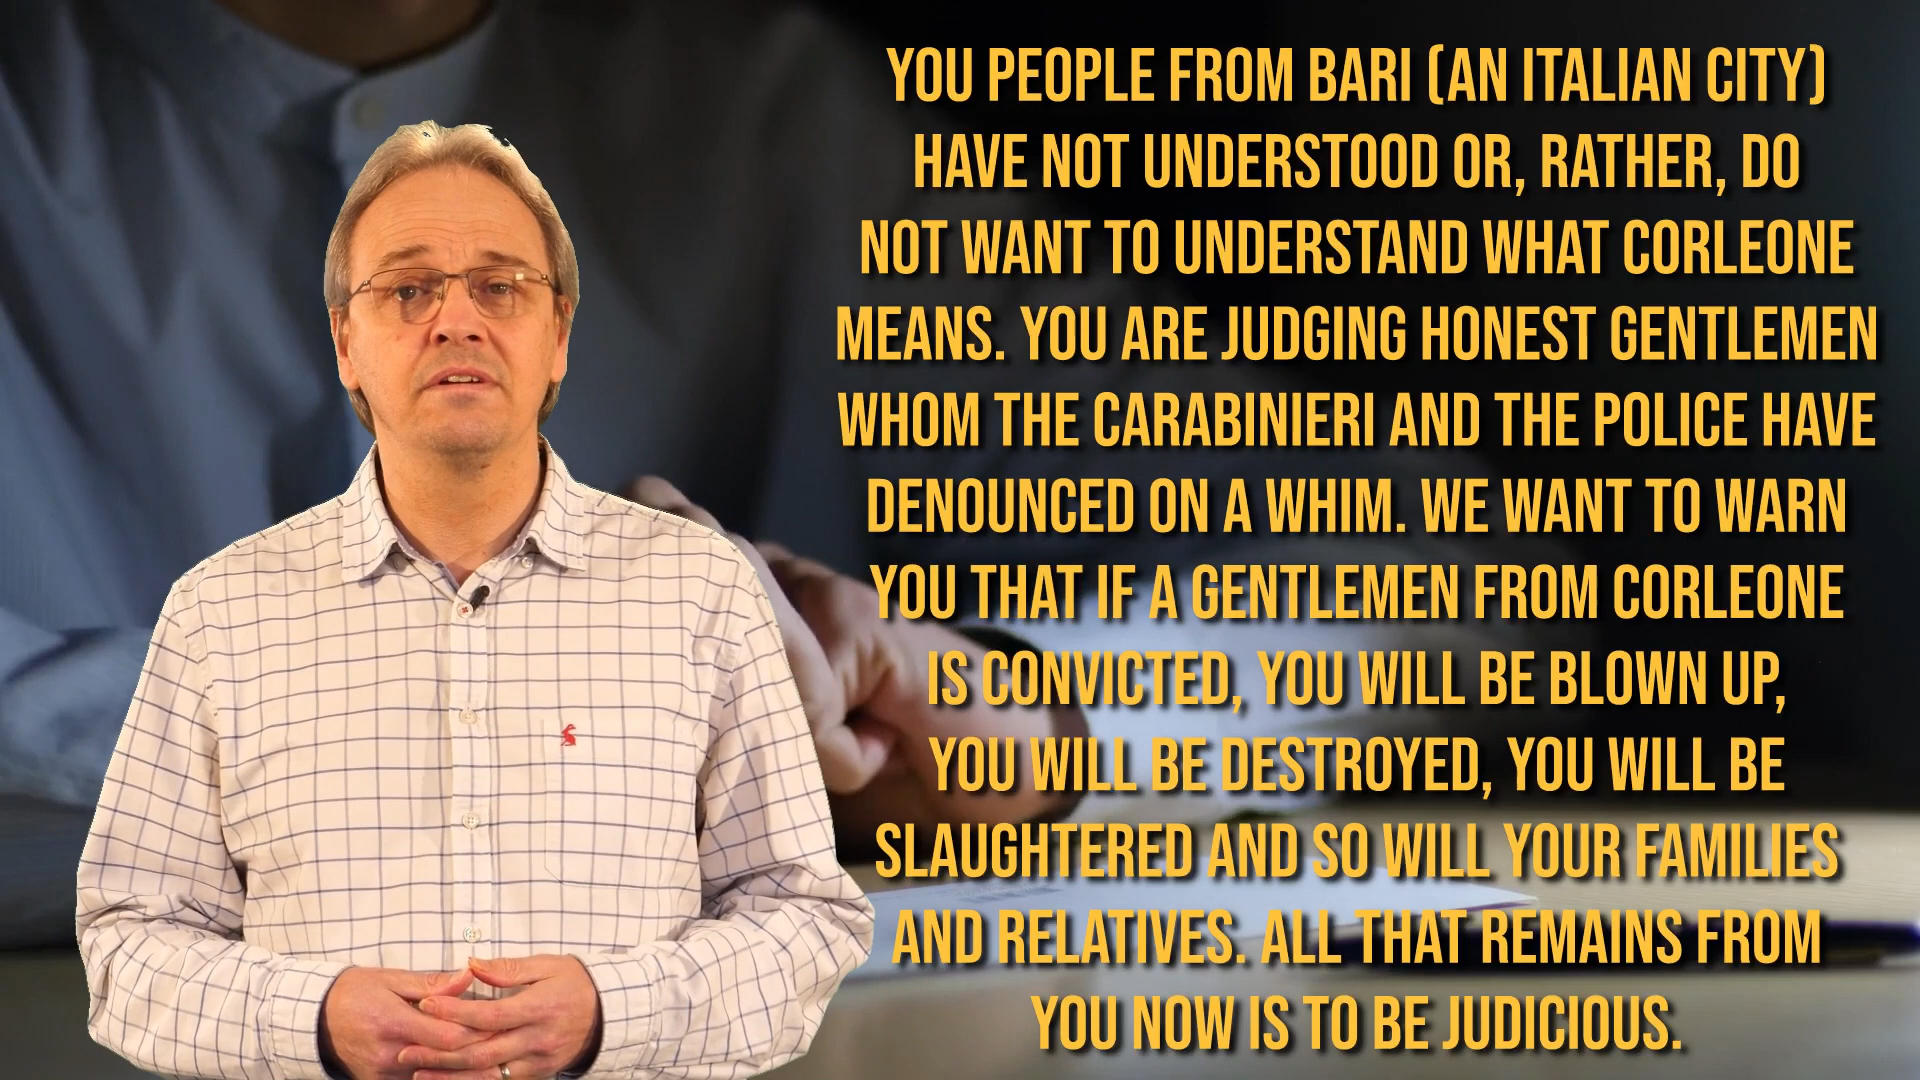 YOU PEOPLE FROM BARI (AN ITALIAN CITY)
HAVE NOT UNDERSTOOD OR, RATHER, DO
NOT WANT TO UNDERSTAND WHAT CORLEONE
MEANS. YOU ARE JUDGING HONEST GENTLEMEN
WHOM THE CARABINIERI AND THE POLICE HAVE
DENOUNCED ON A WHIM. WE WANT TO WARN
YOU THAT IF A GENTLEMEN FROM CORLEONE
IS CONVICTED, YOU WILL BE BLOWN UP,
YOU WILL BE DESTROYED, YOU WILL BE
SLAUGHTERED AND SO WILL YOUR FAMILIES
AND RELATIVES. ALL THAT REMAINS FROM
YOU NOW IS TO BE JUDICIOUS.